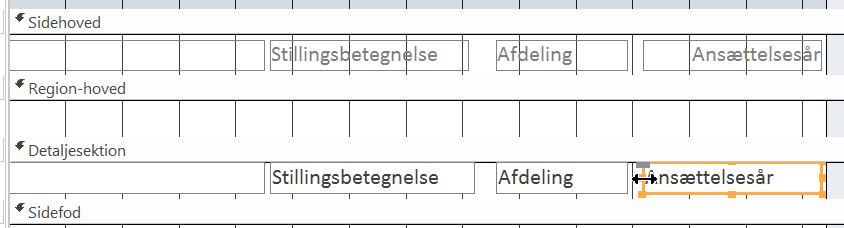 Sidehoved
Stillingsbetegnelse Afdeling Ansættelsesår
Region-hoved
Detaljesektion
Stillingsbetegnelse Afdeling Ansættelsesår
Sidefod